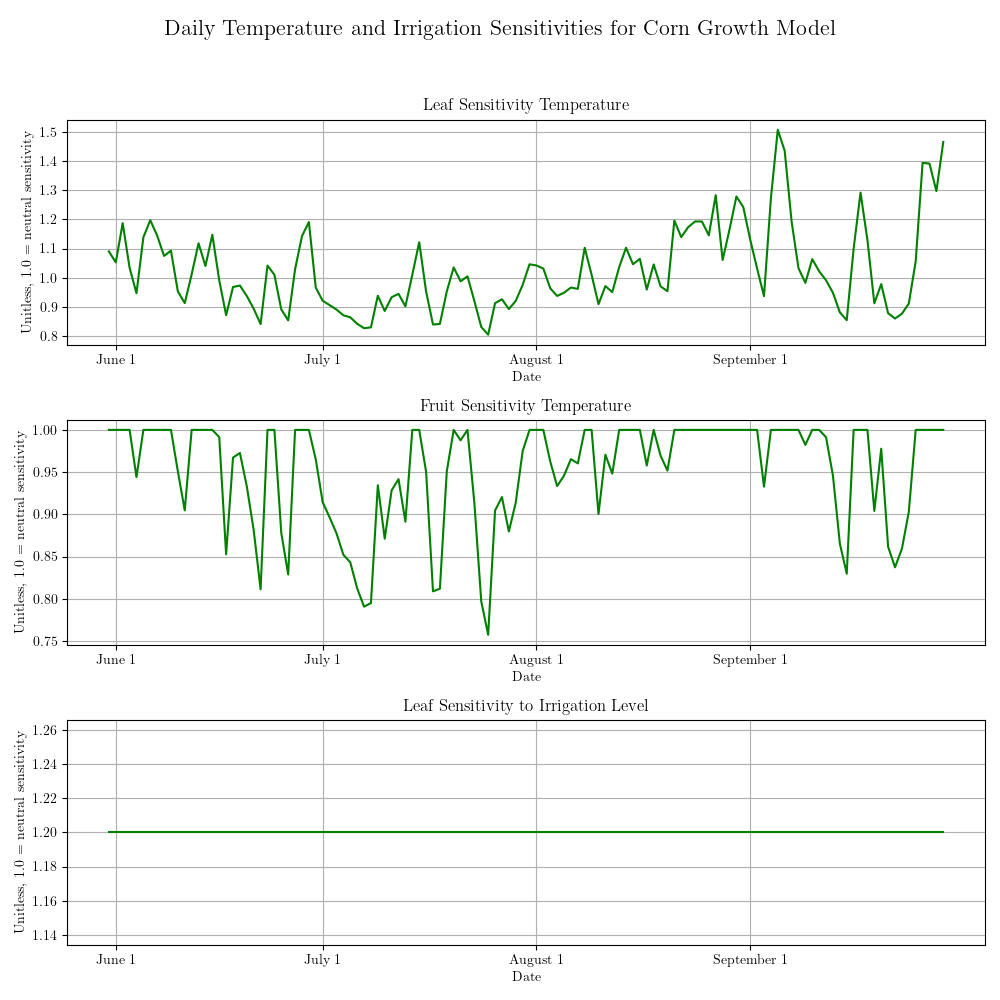 Daily Temperature and Irrigation Sensitivities for Corn Growth Model
Leaf Sensitivity Temperature
Unitless, 1.0 = neutral sensitivity
1.5
1.4
1.3
1.2
1.1
1.0
0.9
0.8
June 1 July 1 August 1 September 1
Date
Fruit Sensitivity Temperature
Unitless, 1.0 = neutral sensitivity
1.00
0.95
0.90
0.85
0.80
0.75
June 1 July 1 August 1 September 1
Date
Leaf Sensitivity to Irrigation Level
Unitless, 1.0 = neutral sensitivity
1.26
1.24
1.22
1.20
1.18
1.16
1.14
June 1 July 1 August 1 September 1
Date